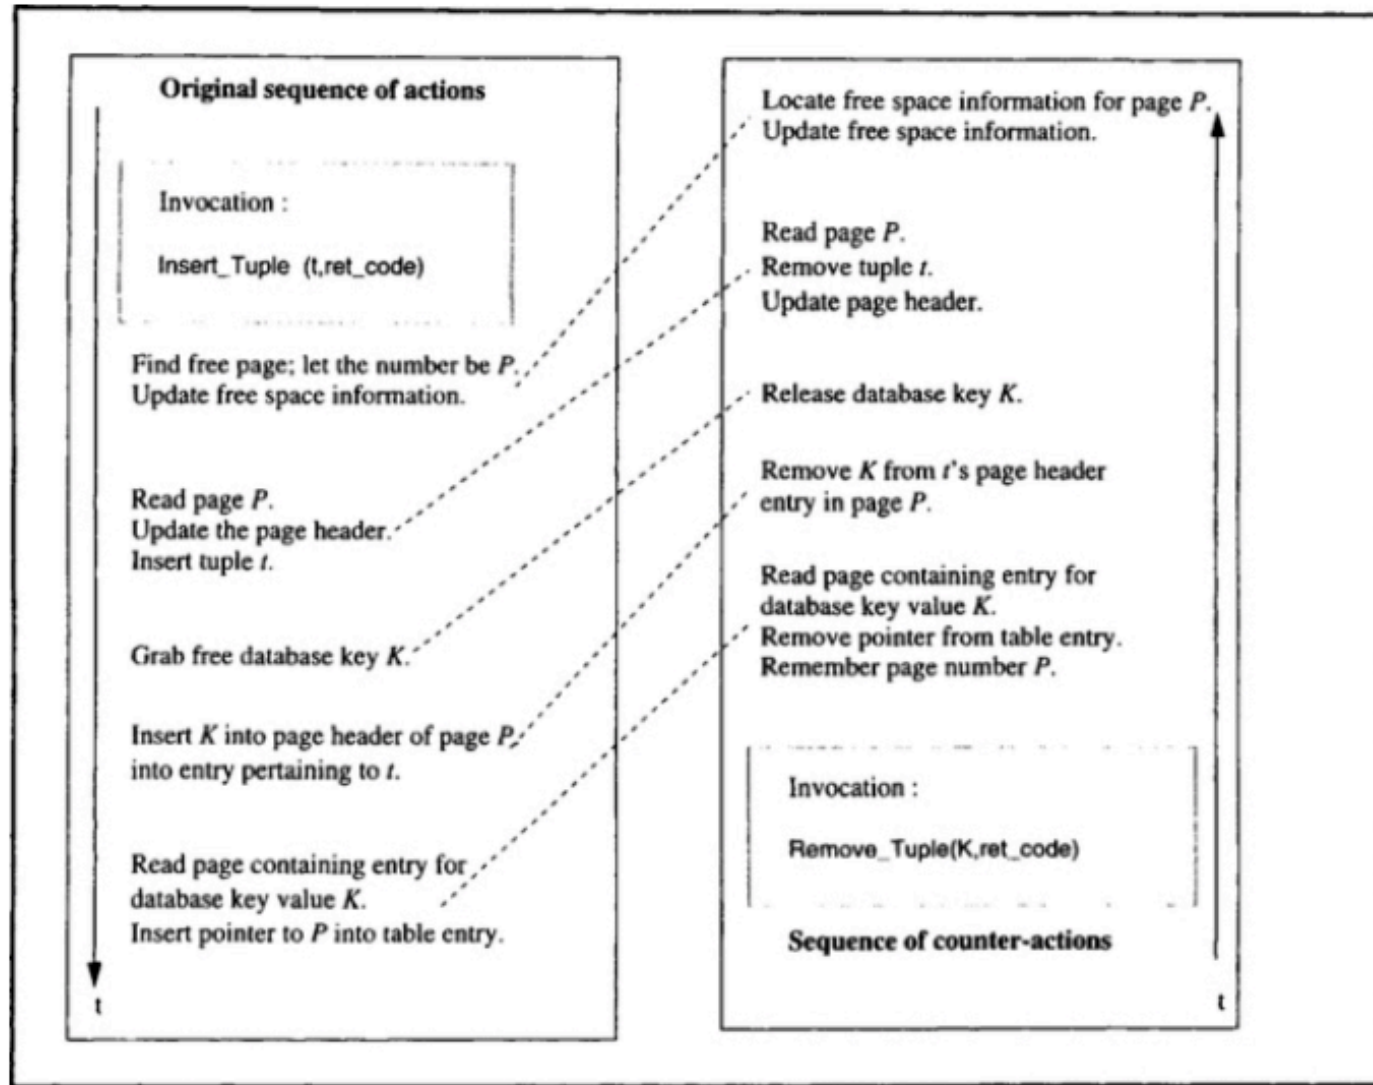 Original sequence of actions
Invocation :
Insert_Tuple (t,ret_code)
Find free page; let the number be P.
Update free space information.
Read page P.
Update the page header.
Insert tuple t.
Grab free database key K.
Insert K into page header of page P,
into entry pertaining to t.
Read page containing entry for
database key value K.
Insert pointer to P into table entry.
t
Locate free space information for page P.
Update free space information.
Read page P.
Remove tuple t.
Update page header.
Release database key K.
Remove K from t's page header
entry in page P.
Read page containing entry for
database key value K.
Remove pointer from table entry.
Remember page number P.
Invocation :
Remove_Tuple(K,ret_code)
Sequence of counter-actions
t